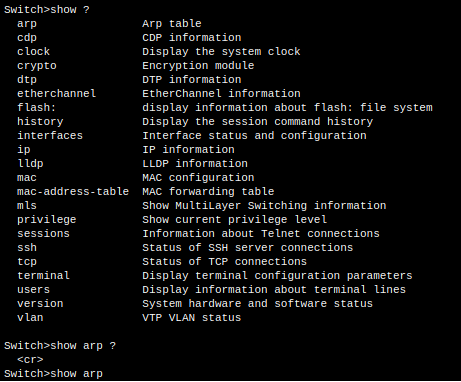 Switch>show ?
  arp                Arp table
  cdp                CDP information
  clock              Display the system clock
  crypto             Encryption module
  dtp                DTP information
  etherchannel       EtherChannel information
  flash:             display information about flash: file system
  history            Display the session command history
  interfaces         Interface status and configuration
  ip                 IP information
  lldp               LLDP information
  mac                MAC configuration
  mac-address-table  MAC forwarding table
  mls                Show MultiLayer Switching information
  privilege          Show current privilege level
  sessions           Information about Telnet connections
  ssh                Status of SSH server connections
  tcp                Status of TCP connections
  terminal           Display terminal configuration parameters
  users              Display information about terminal lines
  version            System hardware and software status
  vlan               VTP VLAN status
Switch>show arp ?
  <cr>
Switch>show arp